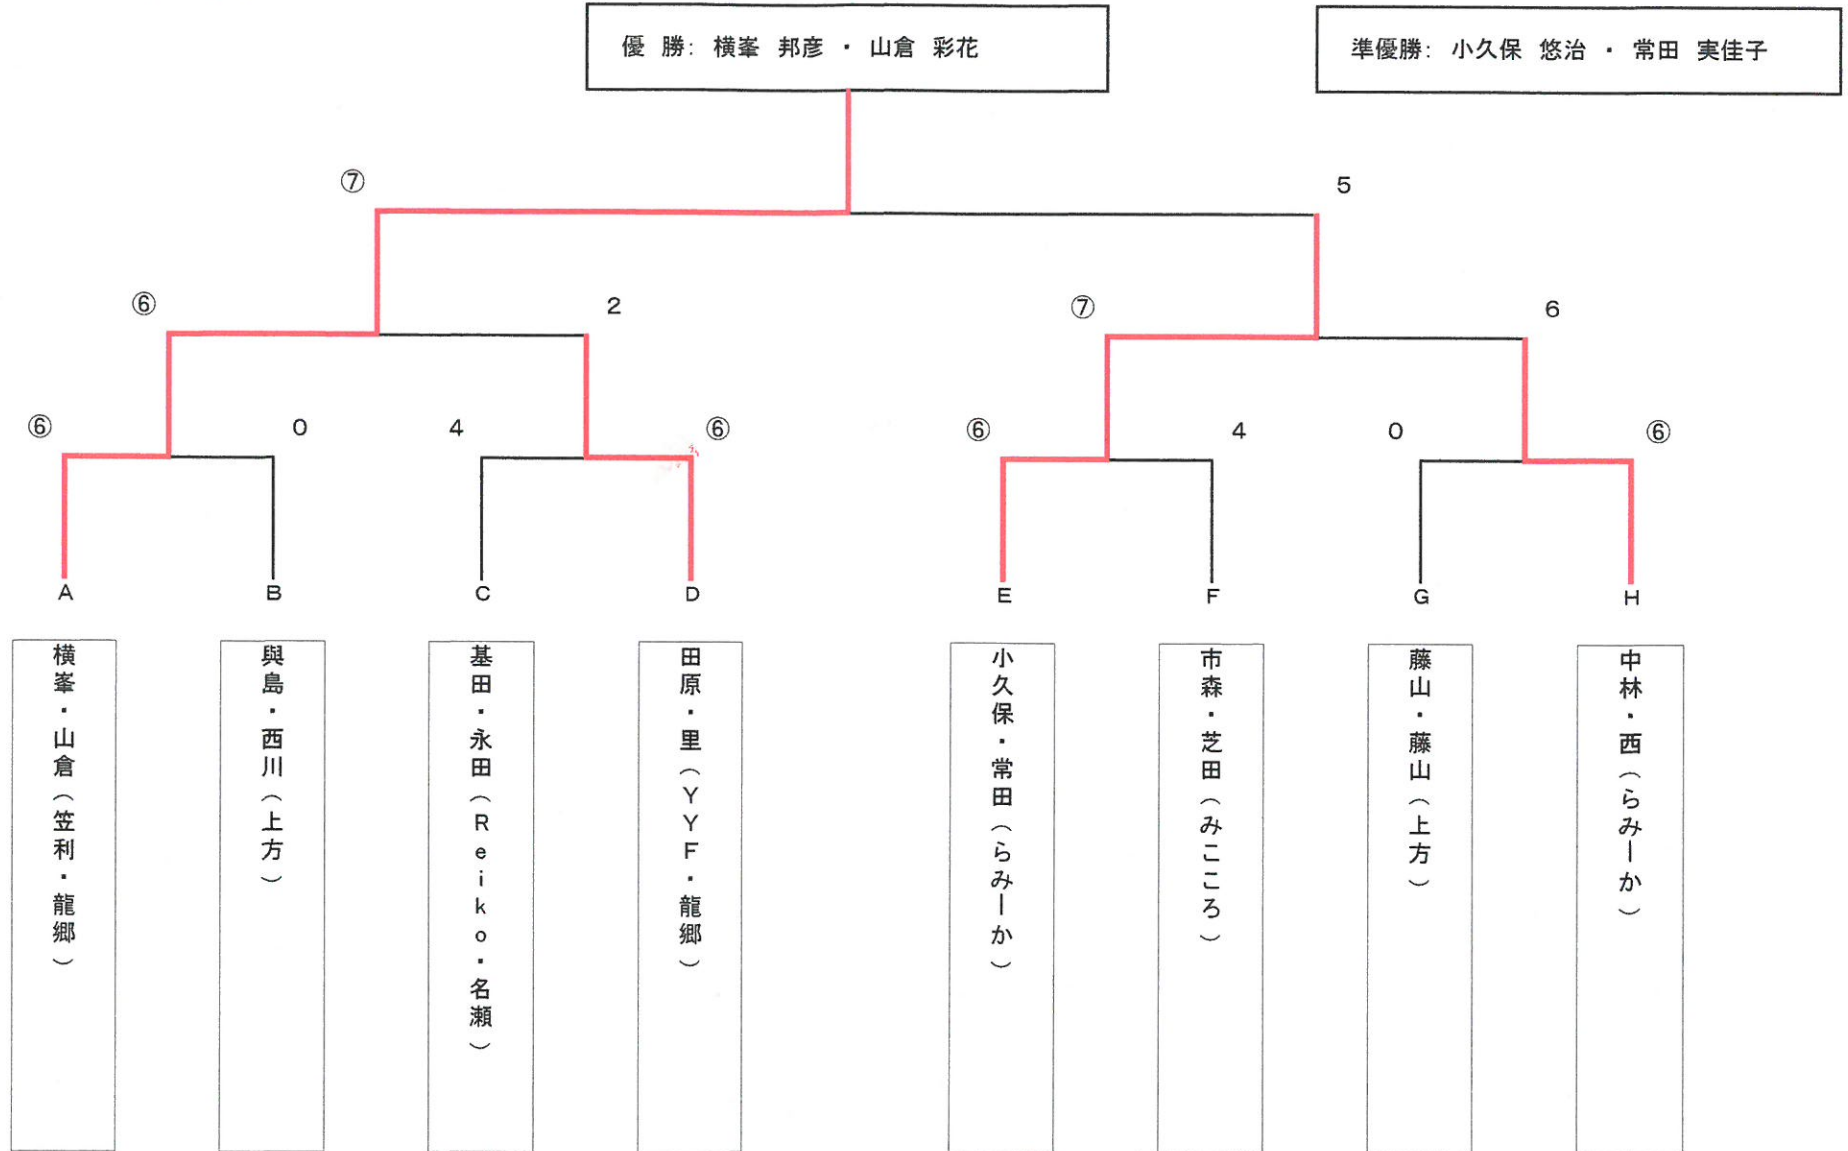 優 勝: 横峯 邦彦 ・ 山倉 彩花
準優勝: 小久保 悠治 ・ 常田 実佳子
⑦ 5
⑥ 2 ⑦ 6
⑥ 0 4 ⑥ ⑥ 4 0 ⑥
A B C D E F G H
横峯・山倉(笠利・龍郷)
與島・西川(上方)
基田・永田(Reiko・名瀬)
田原・里(YYF・龍郷)
小久保・常田(らみーか)
市森・芝田(みこころ)
藤山・藤山(上方)
中林・西(らみーか)